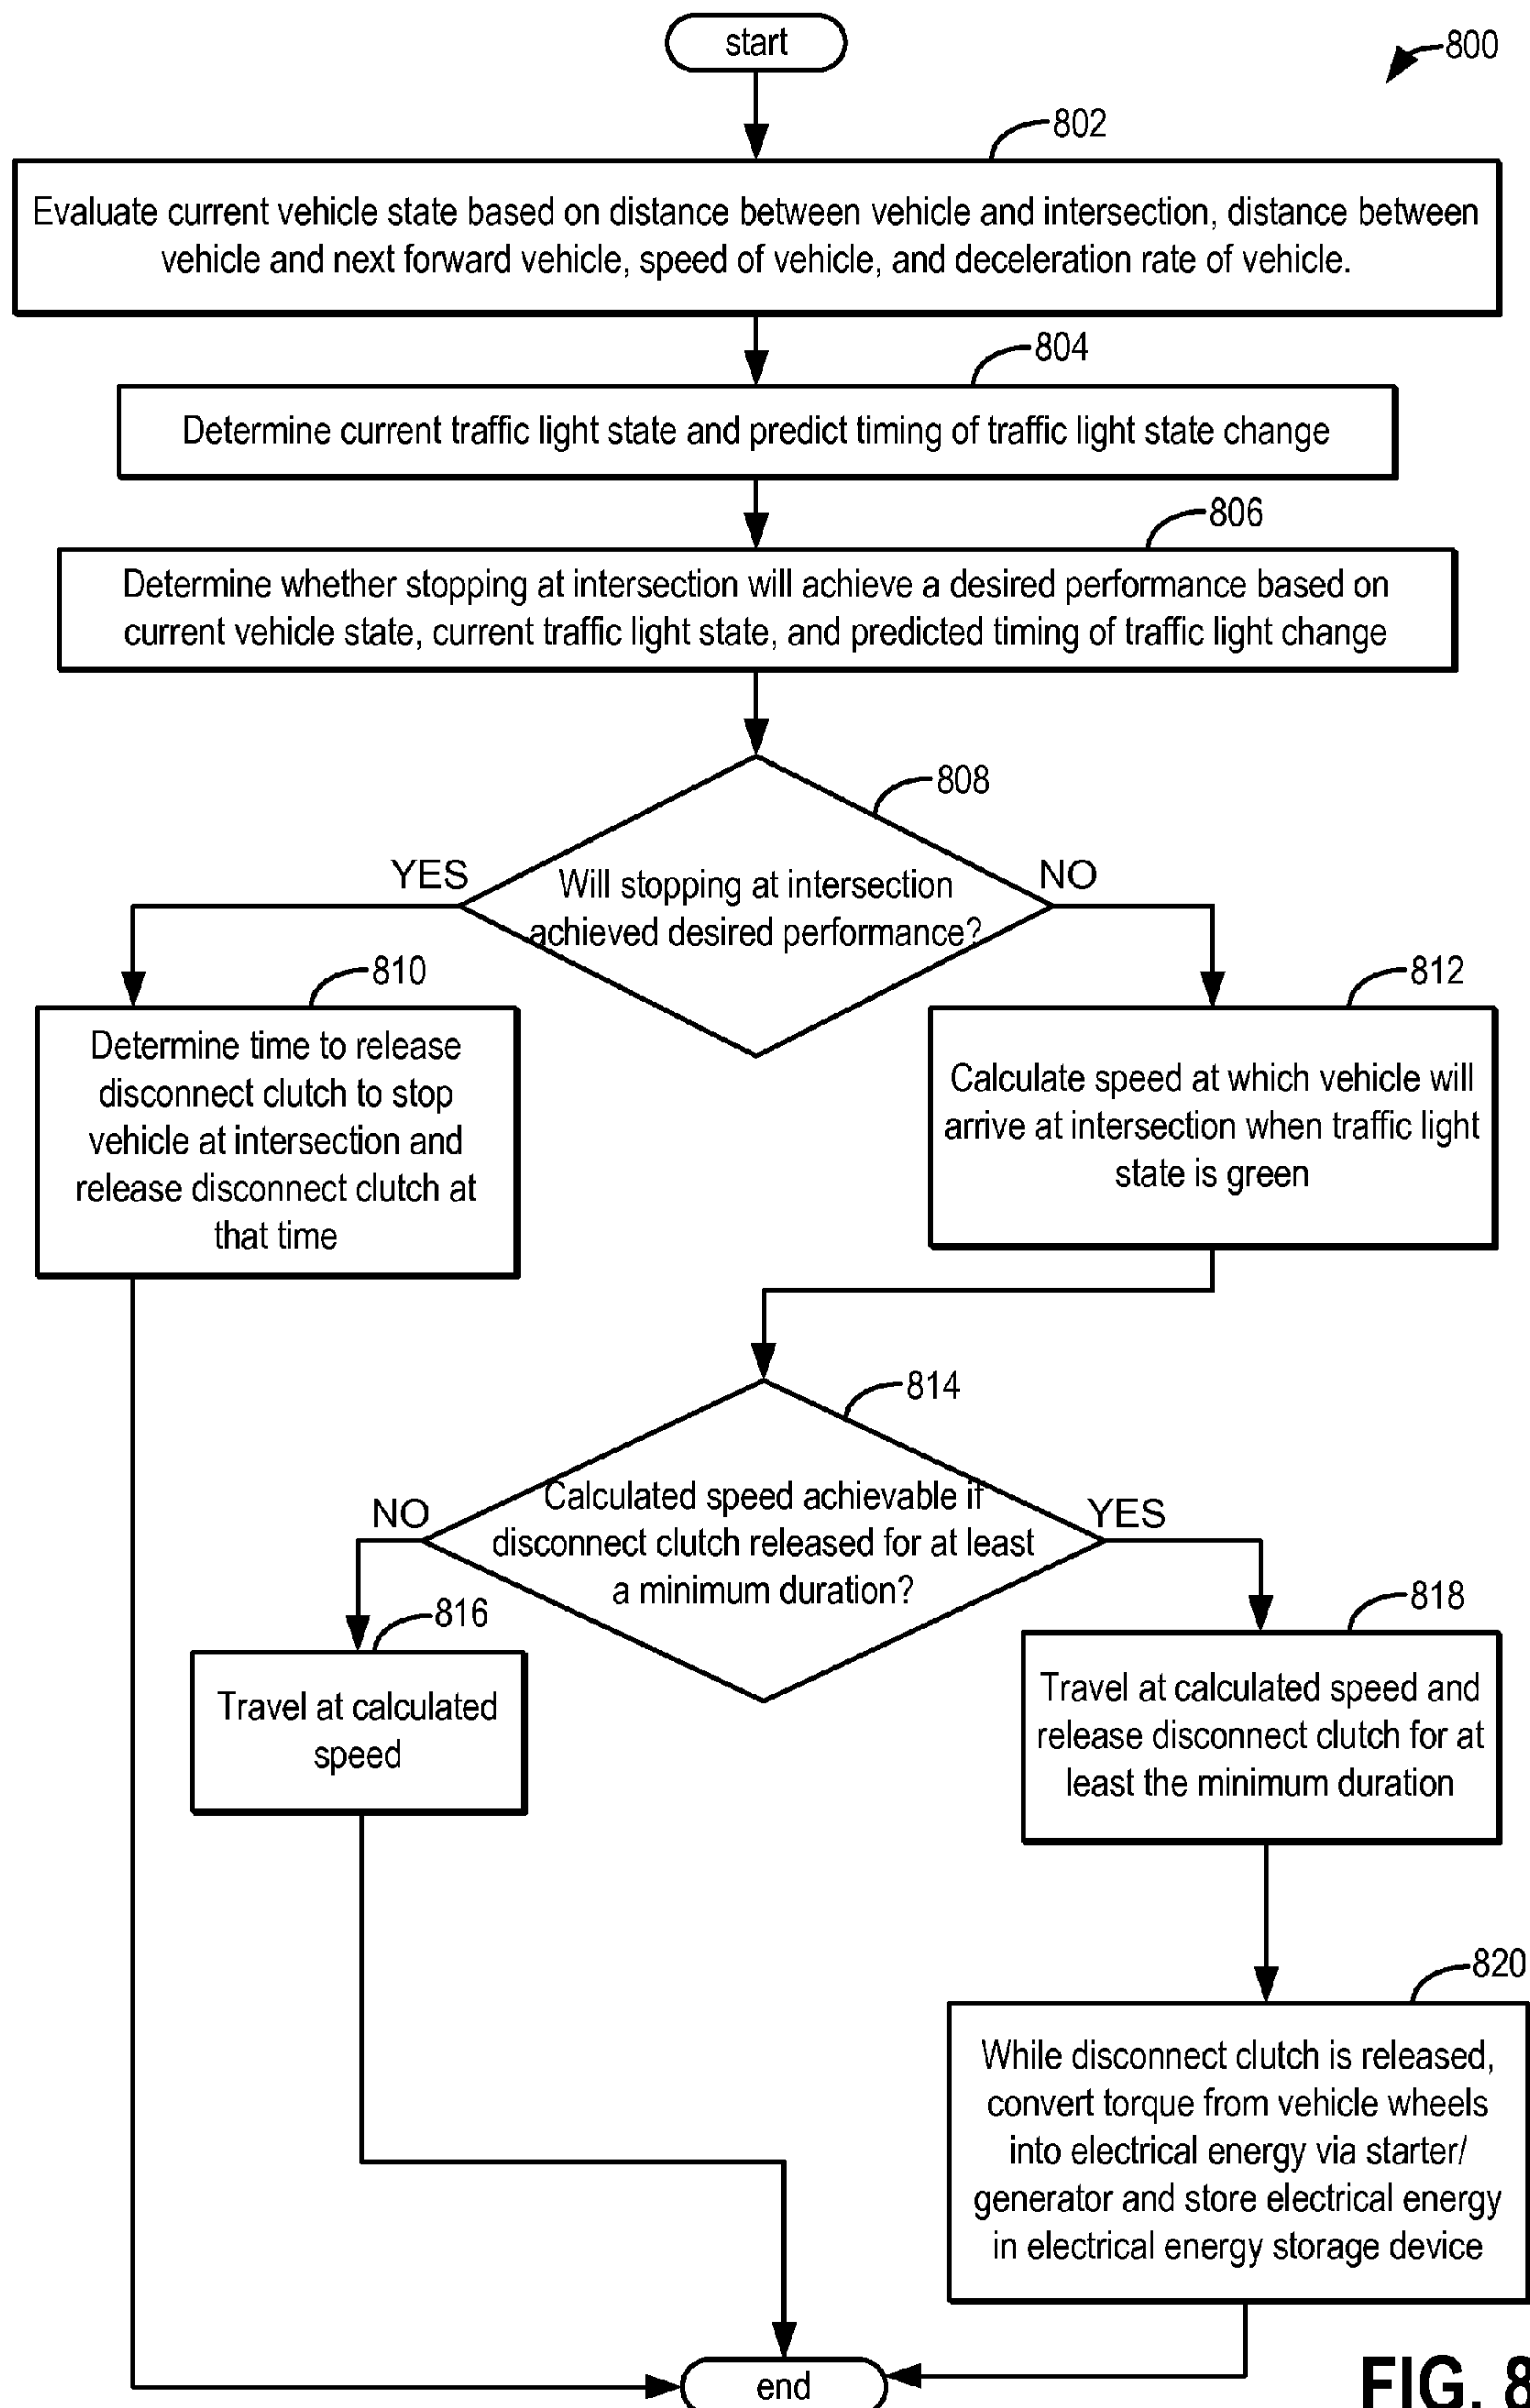 start
800
802
Evaluate current vehicle state based on distance between vehicle and intersection, distance between
vehicle and next forward vehicle, speed of vehicle, and deceleration rate of vehicle.
804
Determine current traffic light state and predict timing of traffic light state change
806
Determine whether stopping at intersection will achieve a desired performance based on
current vehicle state, current traffic light state, and predicted timing of traffic light change
808
YES
NO
Will stopping at intersection
achieved desired performance?
810
Determine time to release
disconnect clutch to stop
vehicle at intersection and
release disconnect clutch at
that time
812
Calculate speed at which vehicle will
arrive at intersection when traffic light
state is green
814
NO
YES
Calculated speed achievable if
disconnect clutch released for at least
a minimum duration?
816
Travel at calculated
speed
818
Travel at calculated speed and
release disconnect clutch for at
least the minimum duration
820
While disconnect clutch is released,
convert torque from vehicle wheels
into electrical energy via starter/
generator and store electrical energy
in electrical energy storage device
end
FIG. 8